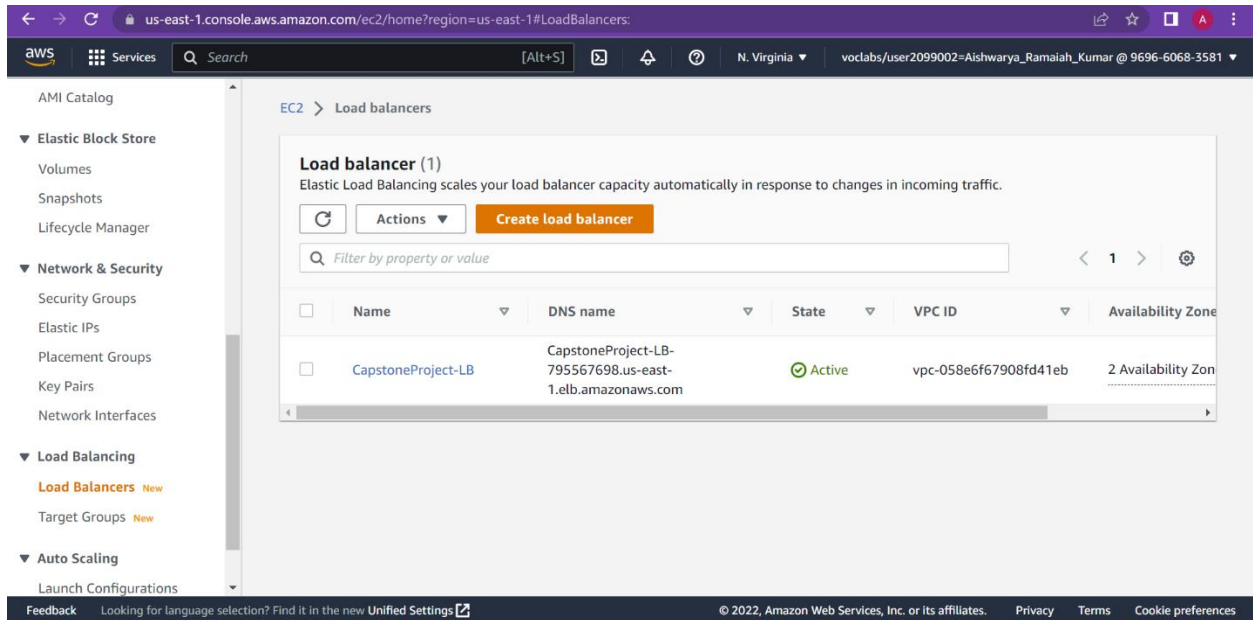 us-east-1.console.aws.amazon.com/ec2/home?region=us-east-1#LoadBalancers:
A
aws
Services
Search
[Alt+S]
N. Virginia
voclabs/user2099002=Aishwarya_Ramaiah_Kumar @ 9696-6068-3581
AMI Catalog
Elastic Block Store
Volumes
Snapshots
Lifecycle Manager
Network & Security
Security Groups
Elastic IPs
Placement Groups
Key Pairs
Network Interfaces
Load Balancing
Load Balancers New
Target Groups New
Auto Scaling
Launch Configurations
EC2 > Load balancers
Load balancer (1)
Elastic Load Balancing scales your load balancer capacity automatically in response to changes in incoming traffic.
Actions
Create load balancer
Filter by property or value
1
Name
DNS name
State
VPC ID
Availability Zone
CapstoneProject-LB
CapstoneProject-LB-
795567698.us-east-
1.elb.amazonaws.com
Active
vpc-058e6f67908fd41eb
2 Availability Zon
Feedback
Looking for language selection? Find it in the new Unified Settings
© 2022, Amazon Web Services, Inc. or its affiliates.
Privacy
Terms
Cookie preferences